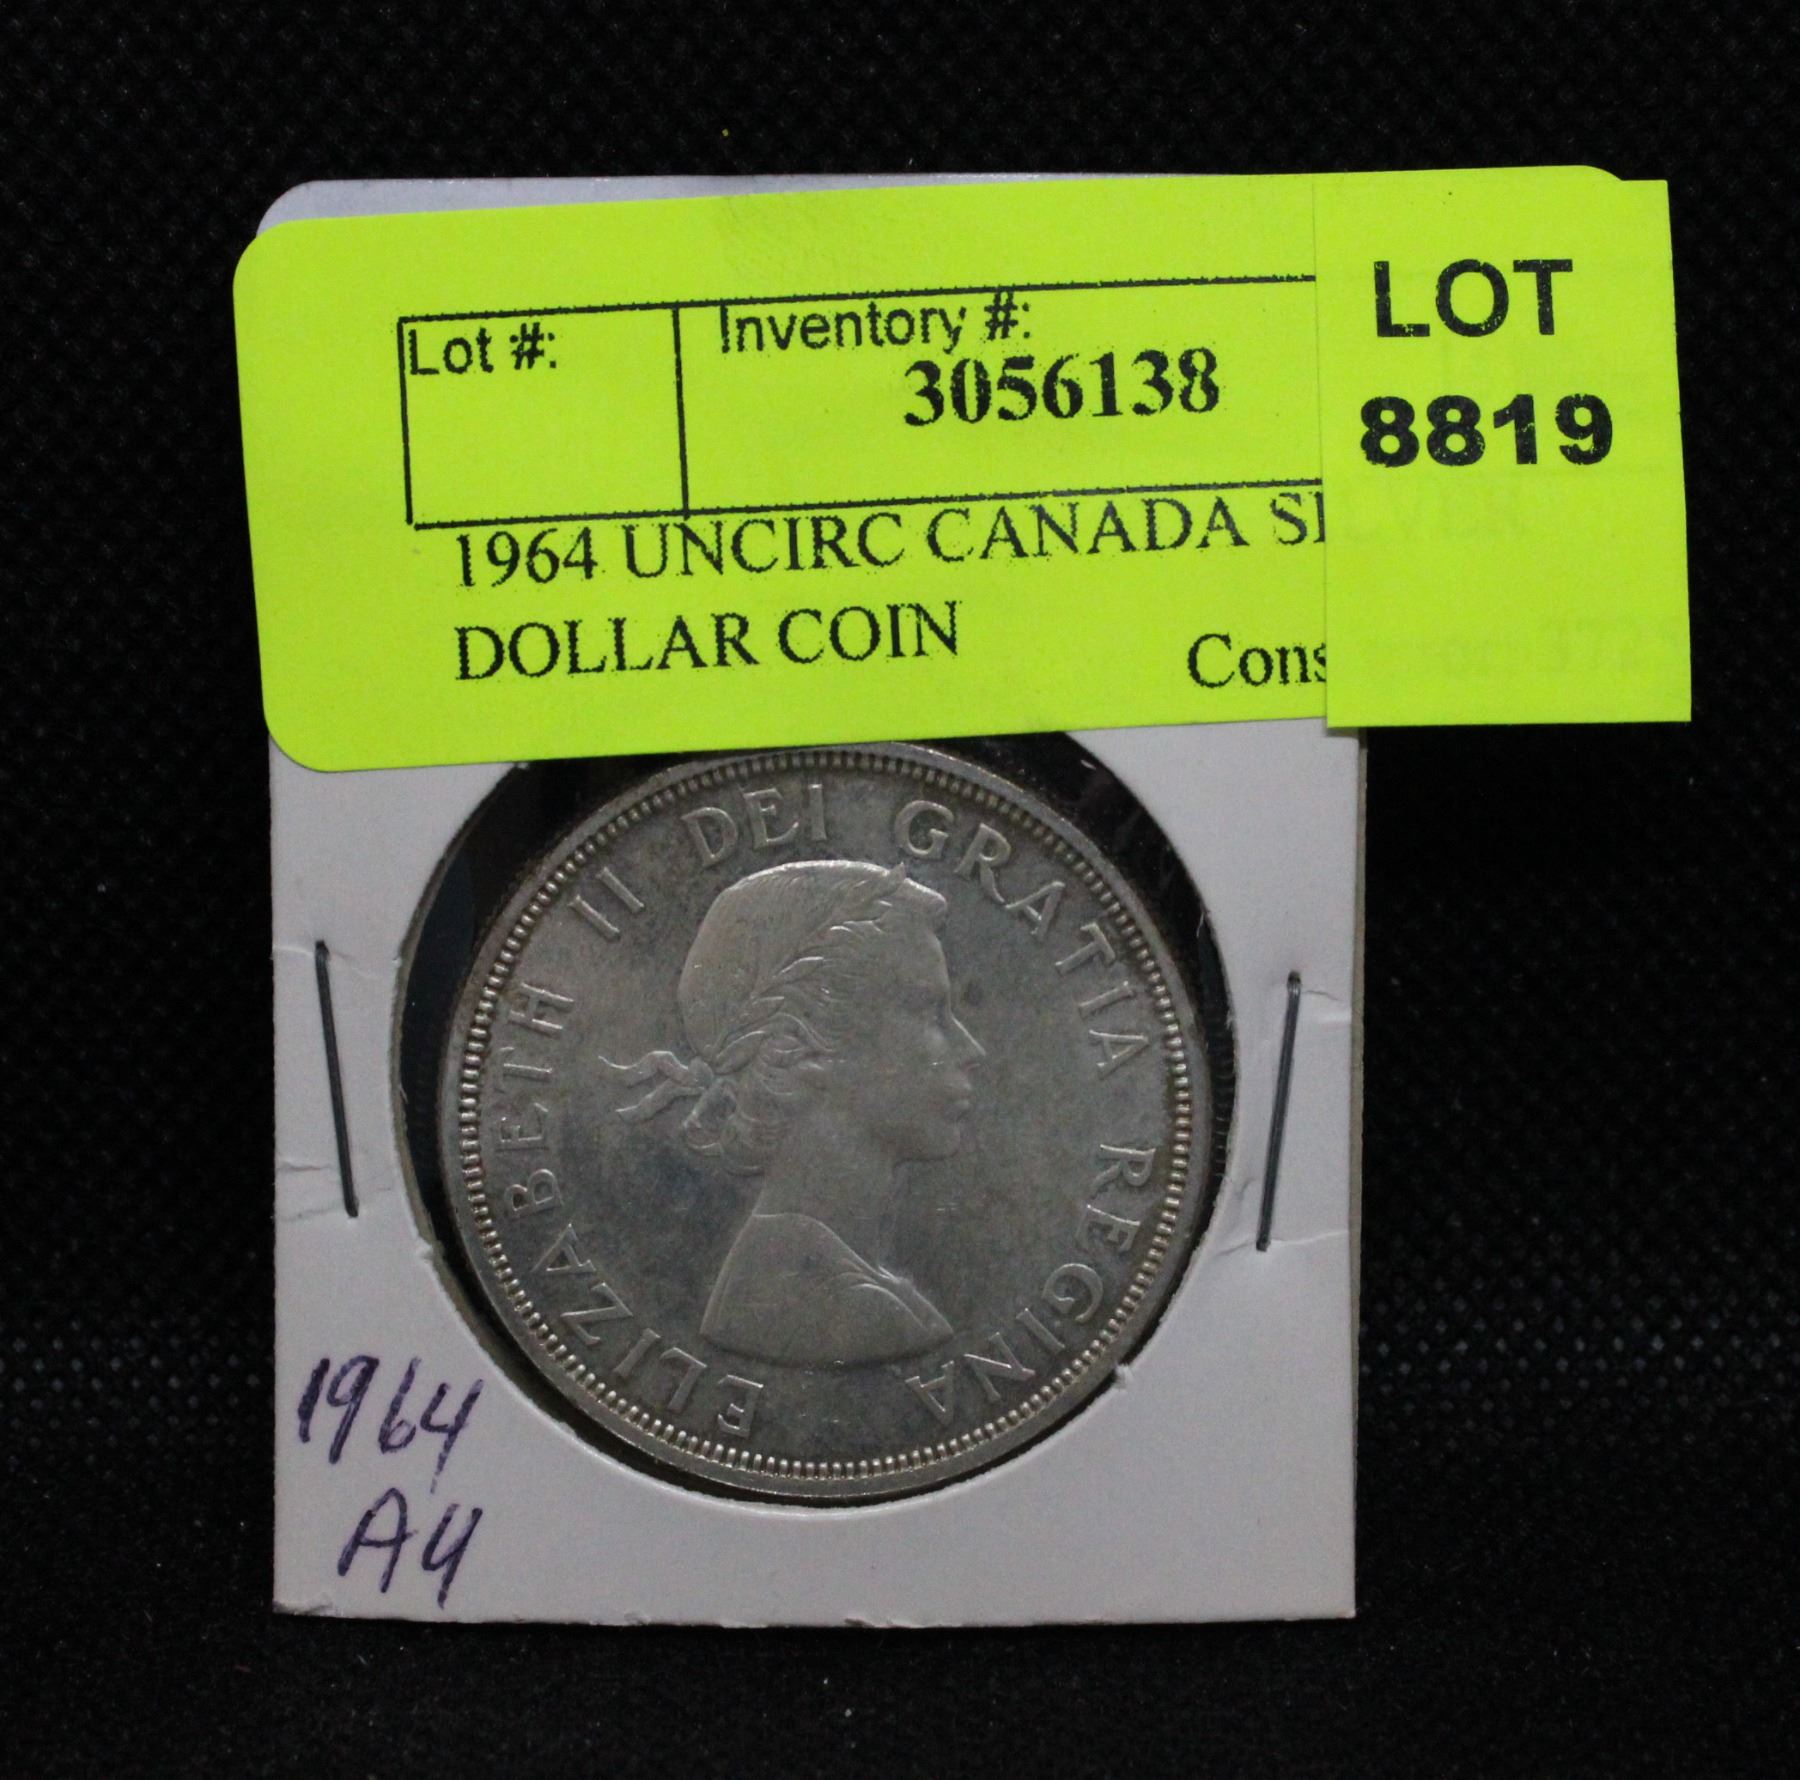 Lot #:
Inventory #:
3056138
LOT
8819
1964 UNCIRC CANADA
DOLLAR COIN
ELIZABETH II DEI GRATIA REGINA
1964
AU